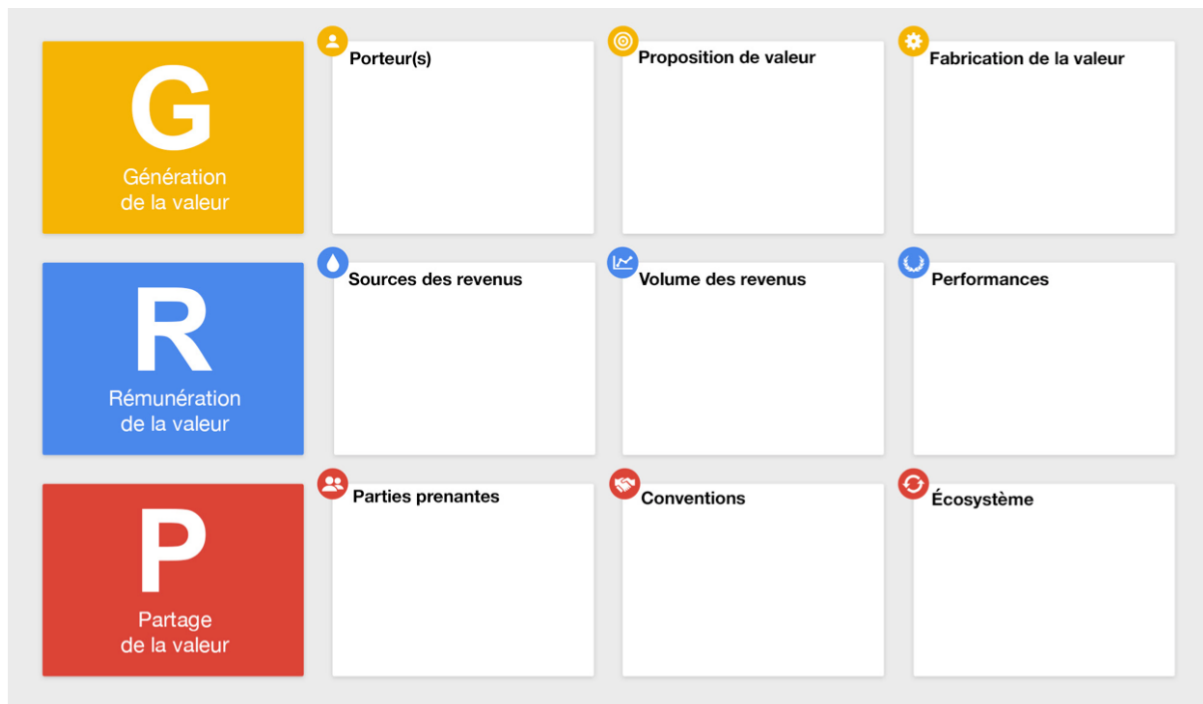 G
Génération
de la valeur
Porteur(s)
Proposition de valeur
Fabrication de la valeur
R
Rémunération
de la valeur
Sources des revenus
Volume des revenus
Performances
P
Partage
de la valeur
Parties prenantes
Conventions
Écosystème